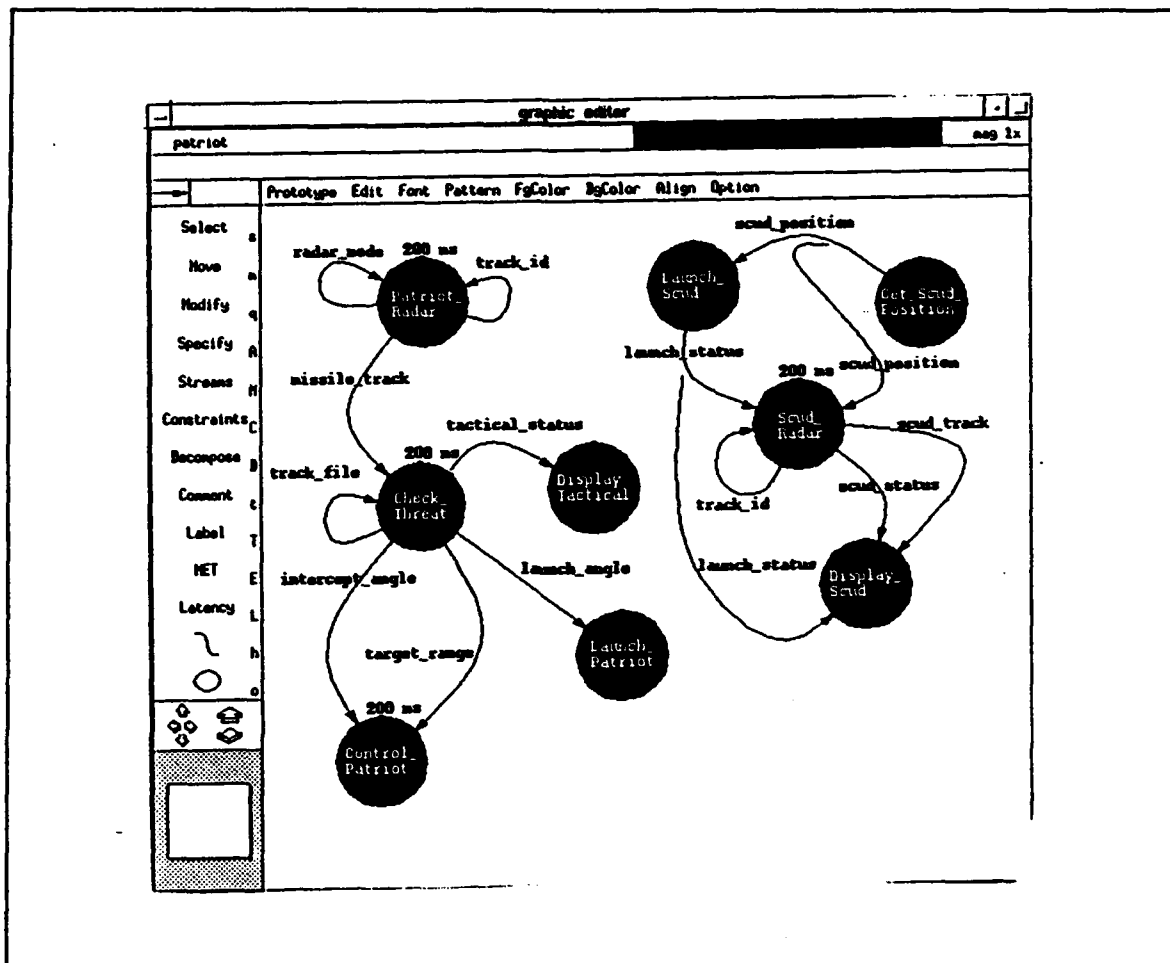 graphic editor
patriot
mag 1x
Prototype Edit Font Pattern FgColor BgColor Align Option
Select s
Move m
Modify q
Specify A
Streams M
Constraints C
Decompose D
Comment t
Label T
MET E
Latency L
h
o
radar_mode
200 ms
track_id
Patriot_
Radar
missile_track
tactical_status
200 ms
track_file
Check_
Threat
Display_
Tactical
intercept_angle
launch_angle
target_range
Launch_
Patriot
200 ms
Control_
Patriot
scud_position
Launch_
Scud
Get_Scud_
Position
launch_status
scud_position
200 ms
Scud_
Radar
scud_track
scud_status
track_id
launch_status
Display_
Scud